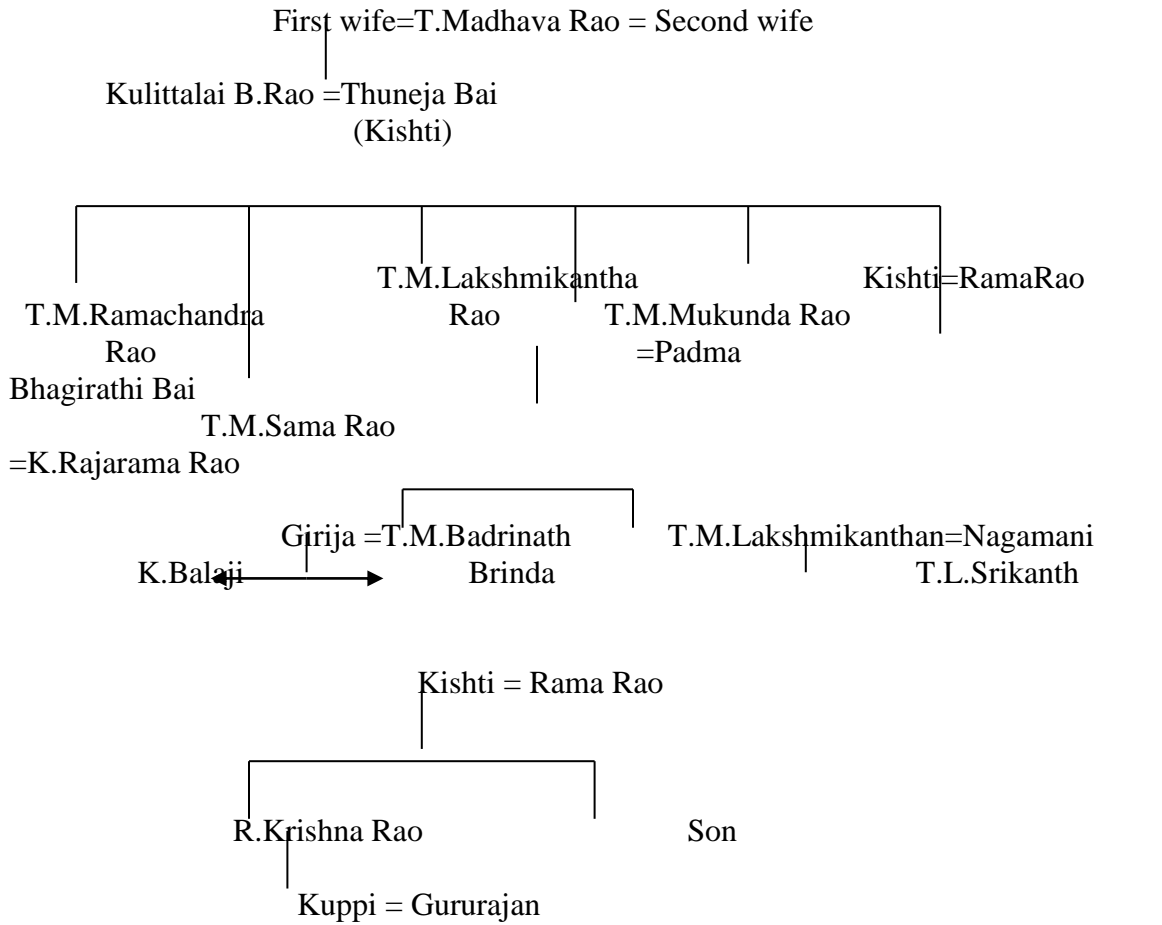 First wife=T.Madhava Rao = Second wife
Kulittalai B.Rao =Thuneja Bai
(Kishti)
T.M.Lakshmikantha Kishti=RamaRao
T.M.Ramachandra Rao T.M.Mukunda Rao
Rao =Padma
Bhagirathi Bai
T.M.Sama Rao
=K.Rajarama Rao
Girija =T.M.Badrinath T.M.Lakshmikanthan=Nagamani
K.Balaji Brinda T.L.Srikanth
Kishti = Rama Rao
R.Krishna Rao Son
Kuppi = Gururajan